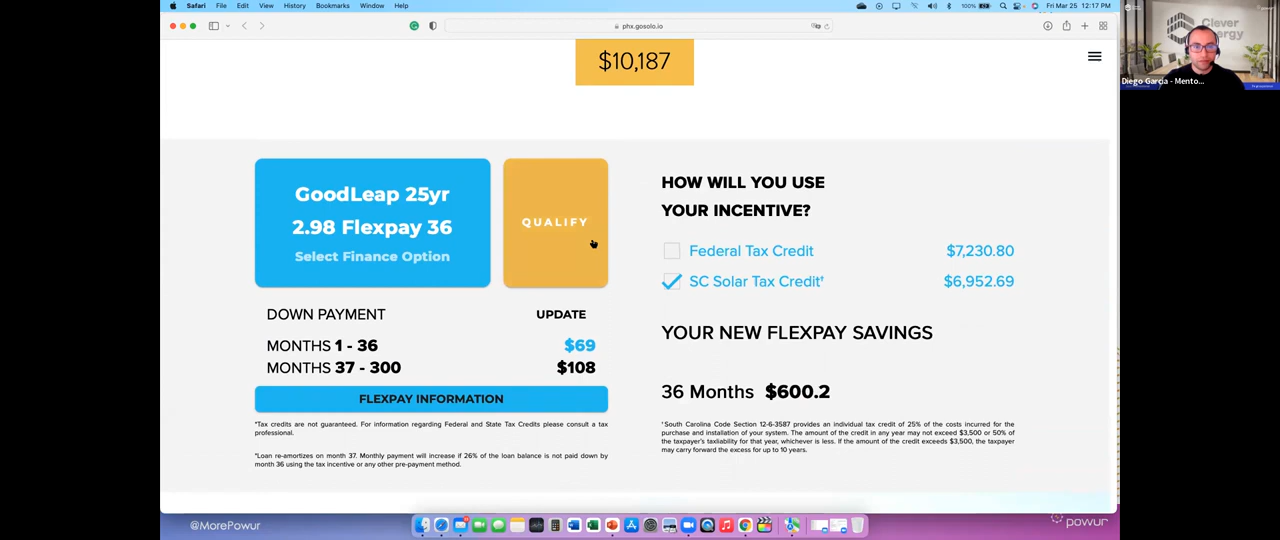 Safari File Edit View History Bookmarks Window Help
100% Fri Mar 25 12:17 PM
phx.gosolo.io
$10,187
GoodLeap 25yr
2.98 Flexpay 36
Select Finance Option
QUALIFY
DOWN PAYMENT UPDATE
MONTHS 1 - 36 $69
MONTHS 37 - 300 $108
FLEXPAY INFORMATION
*Tax credits are not guaranteed. For information regarding Federal and State Tax Credits please consult a tax
professional.
*Loan re-amortizes on month 37. Monthly payment will increase if 26% of the loan balance is not paid down by
month 36 using the tax incentive or any other pre-payment method.
HOW WILL YOU USE
YOUR INCENTIVE?
Federal Tax Credit $7,230.80
SC Solar Tax Credit† $6,952.69
YOUR NEW FLEXPAY SAVINGS
36 Months $600.2
†South Carolina Code Section 12-6-3587 provides an individual tax credit of 25% of the costs incurred for the
purchase and installation of your system. The amount of the credit in any year may not exceed $3,500 or 50% of
the taxpayer's taxliability for that year, whichever is less. If the amount of the credit exceeds $3,500, the taxpayer
may carry forward the excess for up to 10 years.
@MorePowur
powur
Clever
Energy
Diego Garcia - Mento...